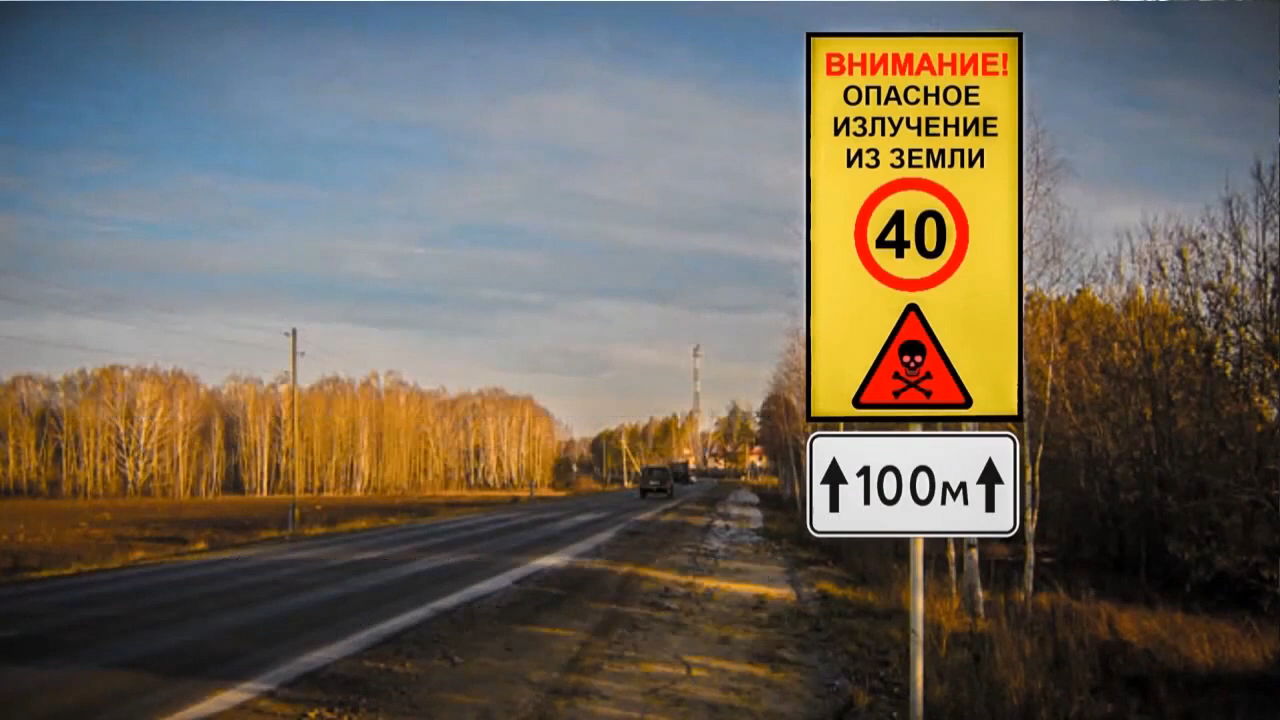 ВНИМАНИЕ!
ОПАСНОЕ
ИЗЛУЧЕНИЕ
ИЗ ЗЕМЛИ
40
100м